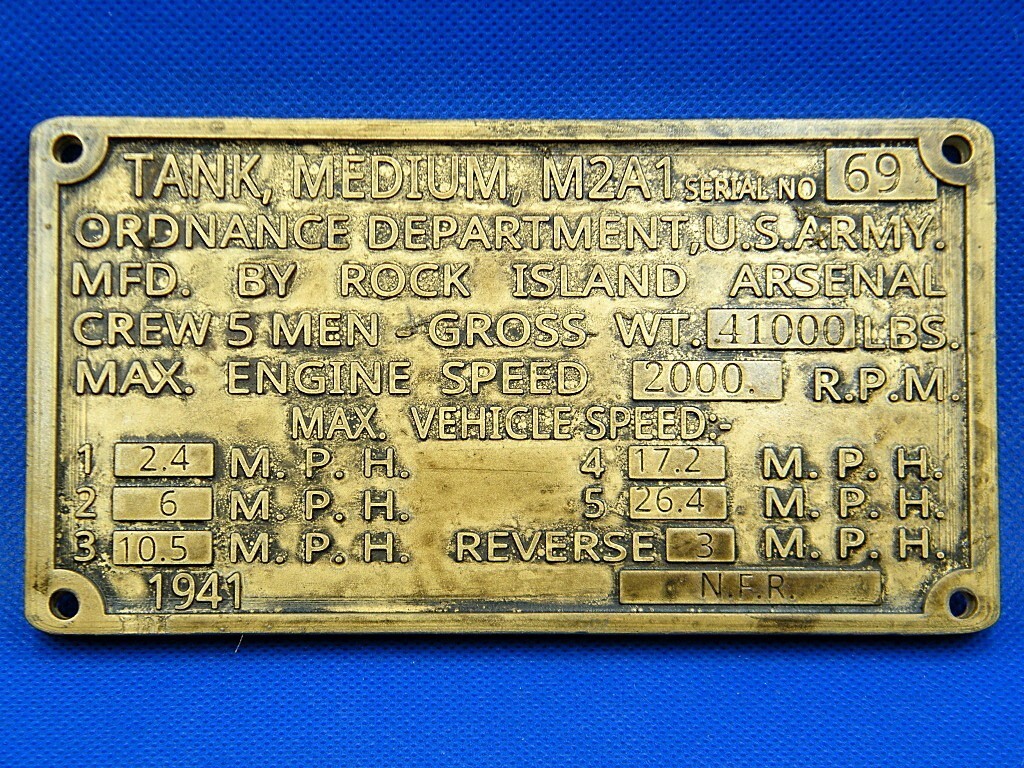 TANK, MEDIUM, M2A1 SERIAL NO 69
ORDNANCE DEPARTMENT, U.S. ARMY.
MFD. BY ROCK ISLAND ARSENAL
CREW 5 MEN - GROSS WT. 41000 LBS.
MAX. ENGINE SPEED 2000. R.P.M.
MAX. VEHICLE SPEED:-
1 2.4 M. P. H. 4 17.2 M. P. H.
2 6 M. P. H. 5 26.4 M. P. H.
3 10.5 M. P. H. REVERSE 3 M. P. H.
1941 N.F.R.